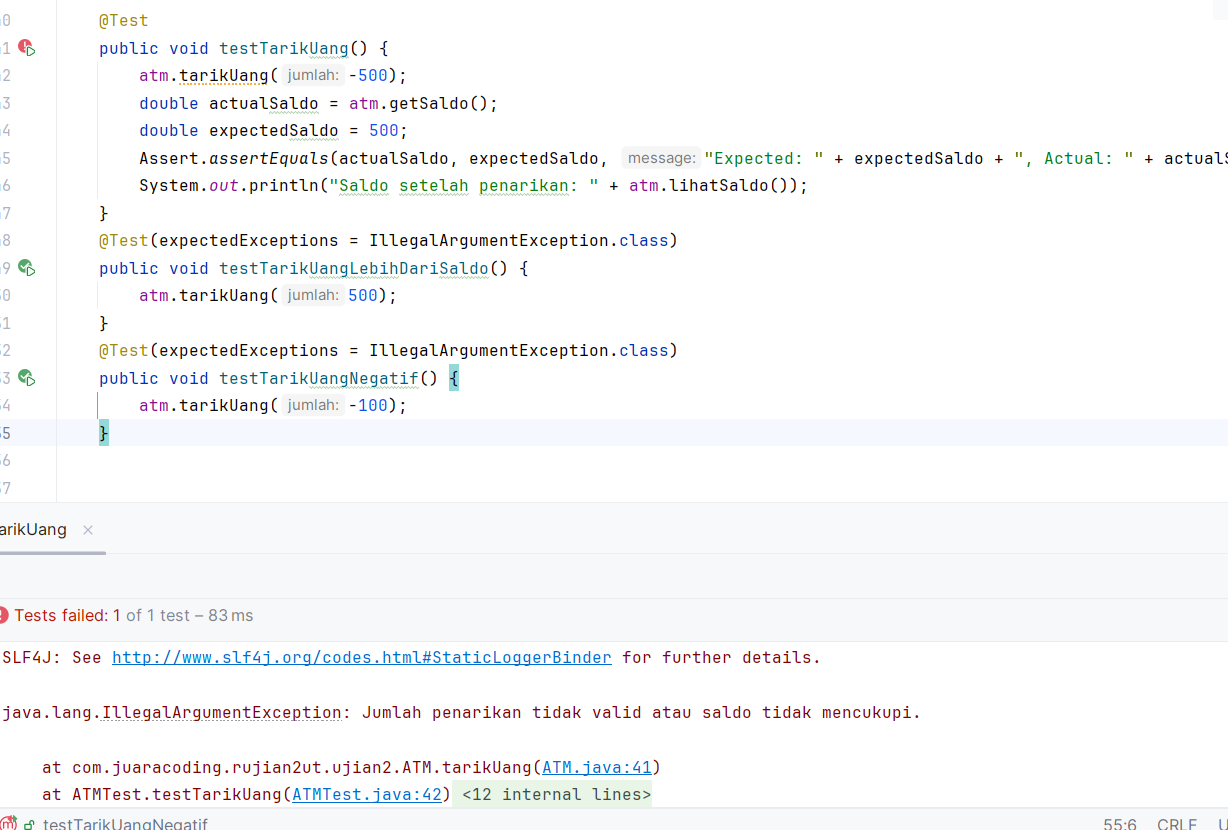 0 @Test
1 public void testTarikUang() {
2 atm.tarikUang( jumlah: -500);
3 double actualSaldo = atm.getSaldo();
4 double expectedSaldo = 500;
5 Assert.assertEquals(actualSaldo, expectedSaldo, message: "Expected: " + expectedSaldo + ", Actual: " + actualS
6 System.out.println("Saldo setelah penarikan: " + atm.lihatSaldo());
7 }
8 @Test(expectedExceptions = IllegalArgumentException.class)
9 public void testTarikUangLebihDariSaldo() {
0 atm.tarikUang( jumlah: 500);
1 }
2 @Test(expectedExceptions = IllegalArgumentException.class)
3 public void testTarikUangNegatif() {
4 atm.tarikUang( jumlah: -100);
5 }
6
7
arikUang ×
Tests failed: 1 of 1 test – 83 ms
SLF4J: See http://www.slf4j.org/codes.html#StaticLoggerBinder for further details.
java.lang.IllegalArgumentException: Jumlah penarikan tidak valid atau saldo tidak mencukupi.
at com.juaracoding.rujian2ut.ujian2.ATM.tarikUang(ATM.java:41)
at ATMTest.testTarikUang(ATMTest.java:42) <12 internal lines>
m testTarikUangNegatif 55:6 CRLF U